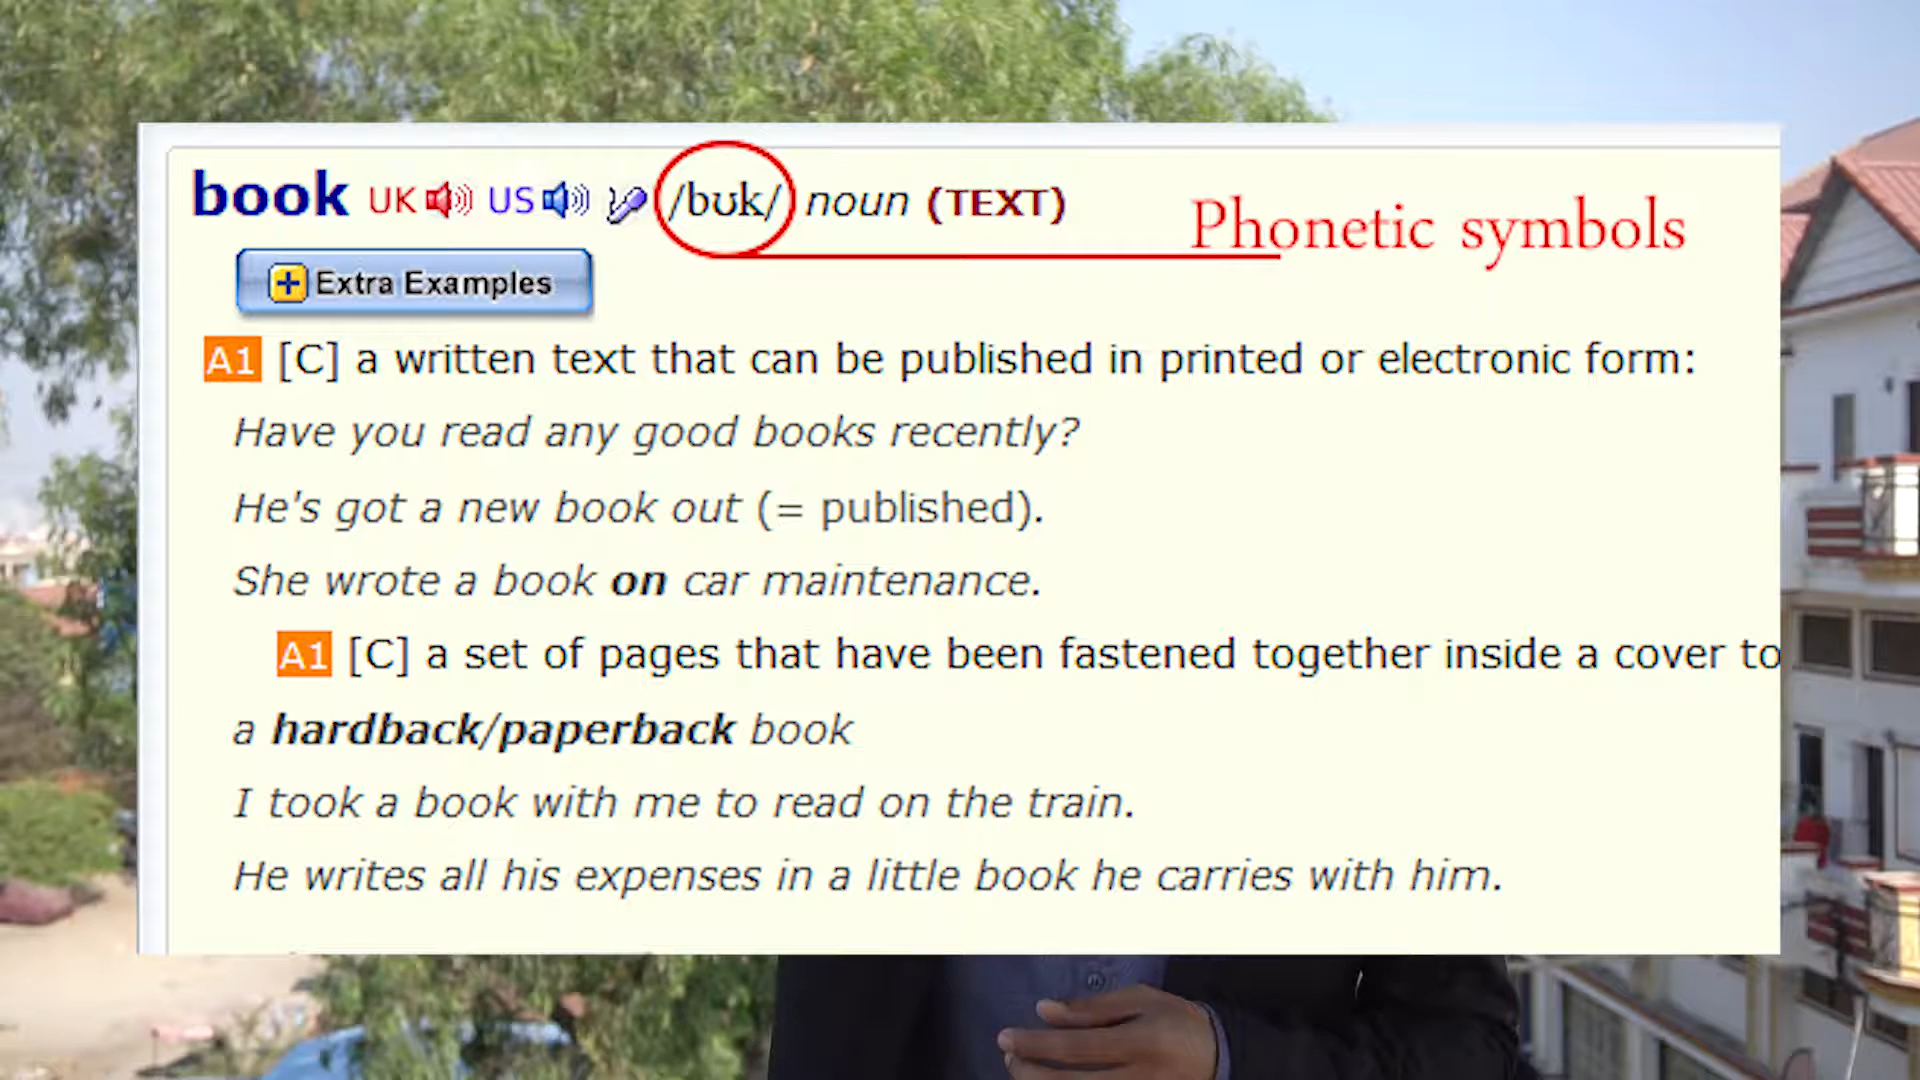 book UK US /bʊk/ noun (TEXT)
Phonetic symbols
Extra Examples
A1 [C] a written text that can be published in printed or electronic form:
Have you read any good books recently?
He's got a new book out (= published).
She wrote a book on car maintenance.
A1 [C] a set of pages that have been fastened together inside a cover to
a hardback/paperback book
I took a book with me to read on the train.
He writes all his expenses in a little book he carries with him.